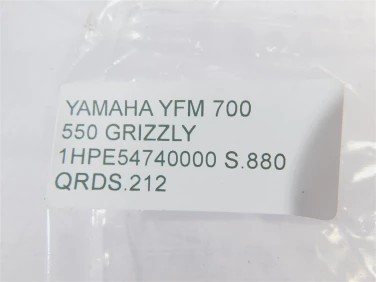 YAMAHA YFM 700
550 GRIZZLY
1HPE54740000 S.880
QRDS.212